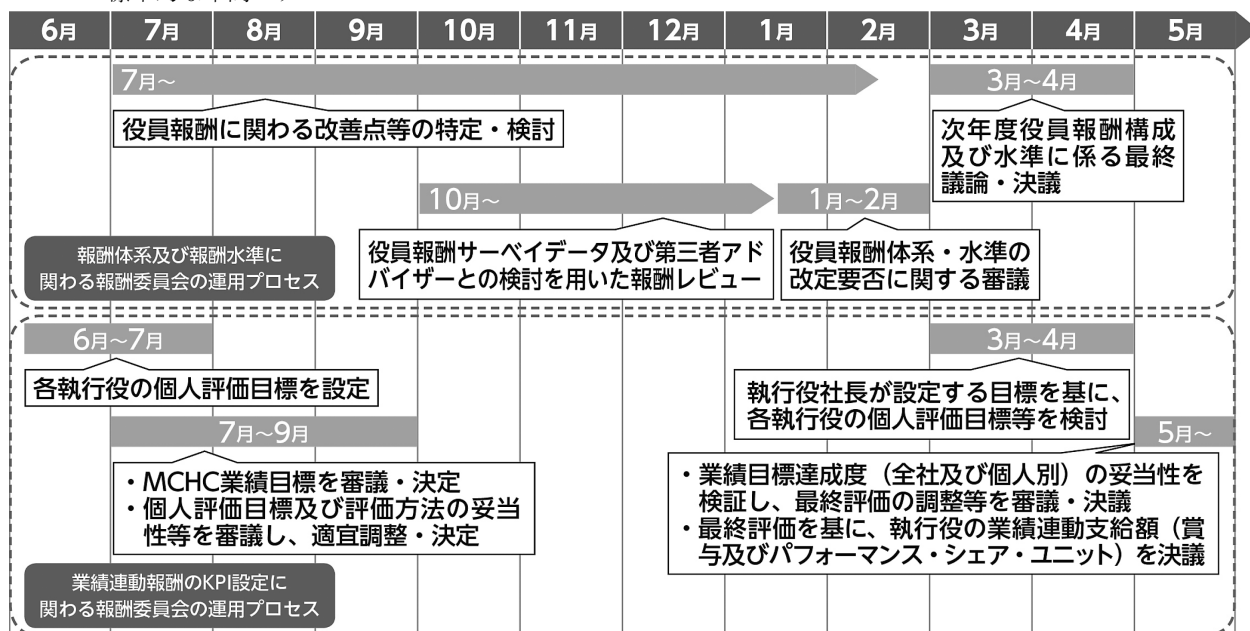 6月 7月 8月 9月 10月 11月 12月 1月 2月 3月 4月 5月
7月～
役員報酬に関わる改善点等の特定・検討
3月～4月
次年度役員報酬構成
及び水準に係る最終
議論・決議
10月～
役員報酬サーベイデータ及び第三者アド
バイザーとの検討を用いた報酬レビュー
1月～2月
役員報酬体系・水準の
改定要否に関する審議
報酬体系及び報酬水準に
関わる報酬委員会の運用プロセス
6月～7月
各執行役の個人評価目標を設定
3月～4月
執行役社長が設定する目標を基に、
各執行役の個人評価目標等を検討
7月～9月
・MCHC業績目標を審議・決定
・個人評価目標及び評価方法の妥当
性等を審議し、適宜調整・決定
5月～
・業績目標達成度（全社及び個人別）の妥当性を
検証し、最終評価の調整等を審議・決議
・最終評価を基に、執行役の業績連動支給額（賞
与及びパフォーマンス・シェア・ユニット）を決議
業績連動報酬のKPI設定に
関わる報酬委員会の運用プロセス